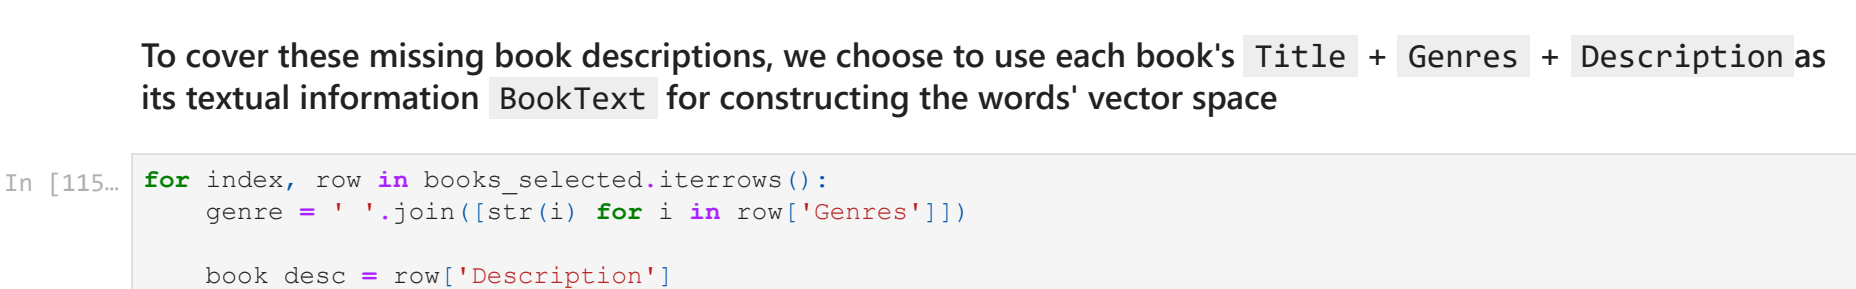 To cover these missing book descriptions, we choose to use each book's Title + Genres + Description as
its textual information BookText for constructing the words' vector space
In [115…
for index, row in books_selected.iterrows():
    genre = ' '.join([str(i) for i in row['Genres']])
    book_desc = row['Description']